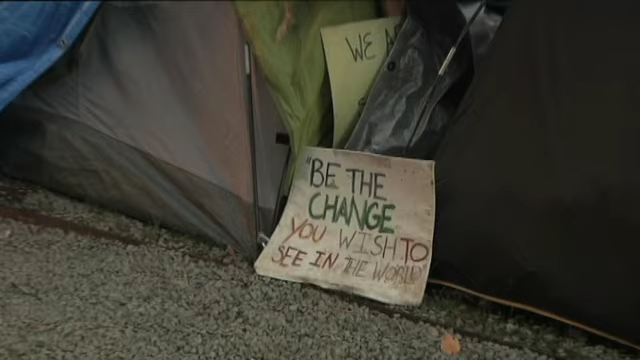 WE
"BE THE
CHANGE
YOU WISH TO
SEE IN THE WORLD"